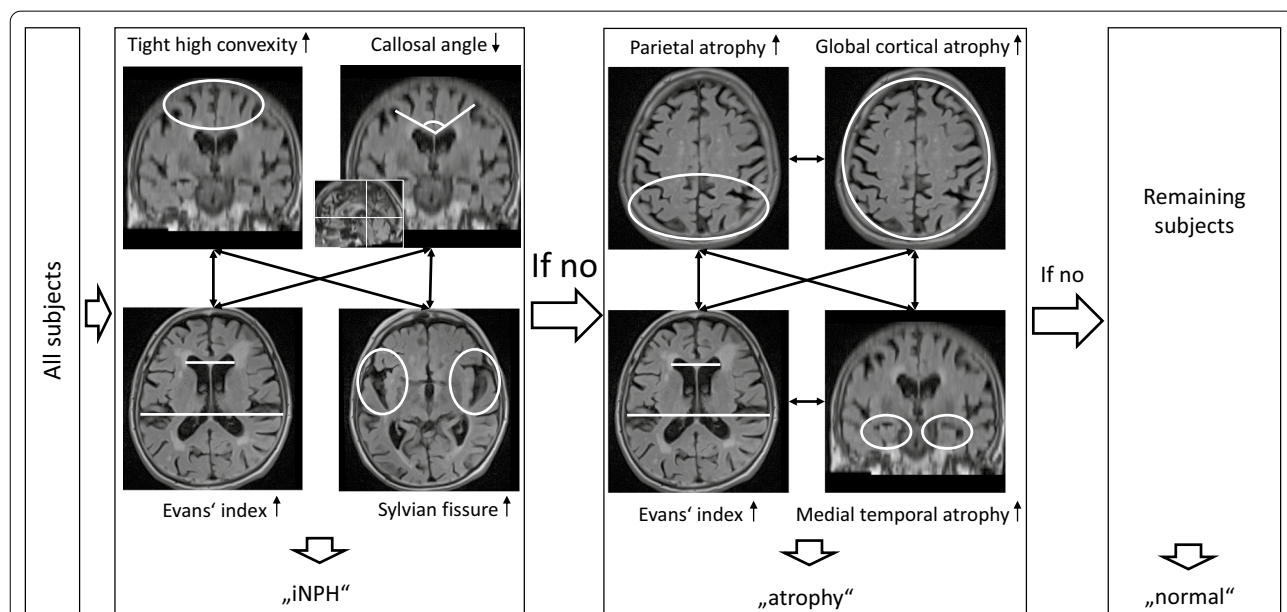 All subjects
Tight high convexity ↑
Callosal angle ↓
Evans‘ index ↑
Sylvian fissure ↑
„iNPH“
If no
Parietal atrophy ↑
Global cortical atrophy ↑
Evans‘ index ↑
Medial temporal atrophy ↑
„atrophy“
If no
Remaining
subjects
„normal“